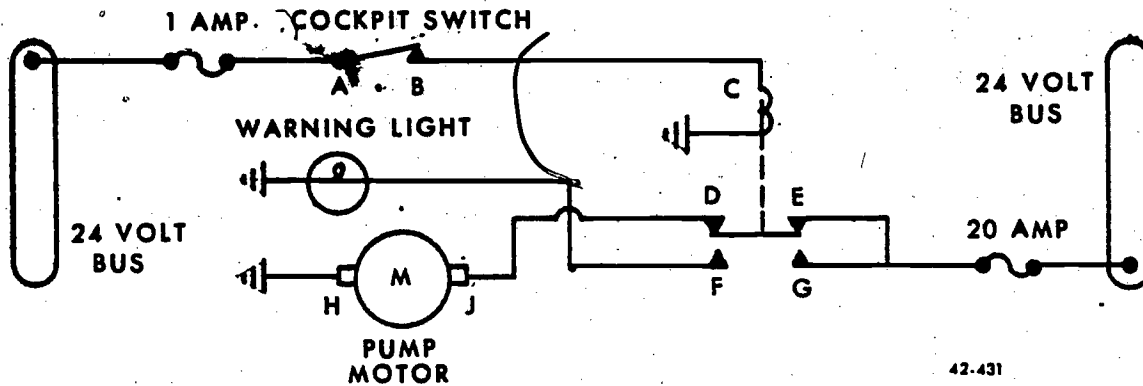 1 AMP. COCKPIT SWITCH
A B
C
24 VOLT
BUS
WARNING LIGHT
D E
24 VOLT
BUS
20 AMP
M
H J
F G
PUMP
MOTOR
42-431